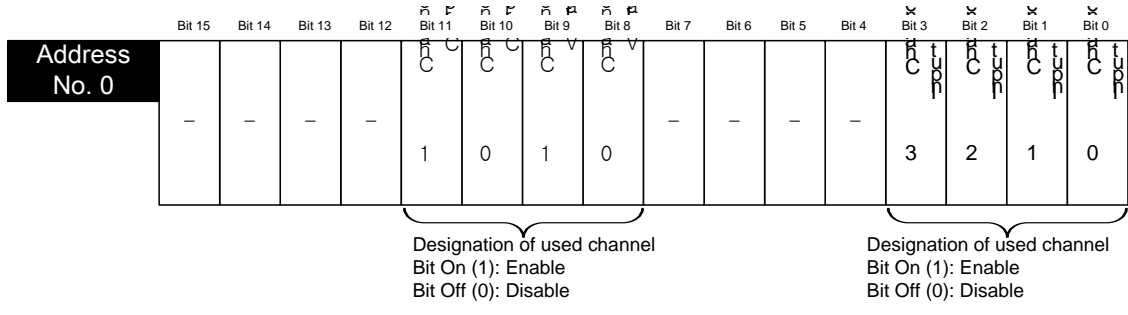 Bit 15 Bit 14 Bit 13 Bit 12 Bit 11 Bit 10 Bit 9 Bit 8 Bit 7 Bit 6 Bit 5 Bit 4 Bit 3 Bit 2 Bit 1 Bit 0
Address
No. 0
– – – – – – – –
1 0 1 0 3 2 1 0
Designation of used channel
Bit On (1): Enable
Bit Off (0): Disable
Designation of used channel
Bit On (1): Enable
Bit Off (0): Disable